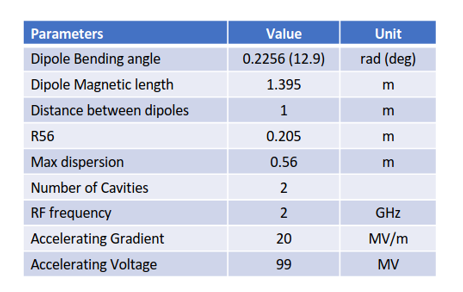 Parameters Value Unit
Dipole Bending angle 0.2256 (12.9) rad (deg)
Dipole Magnetic length 1.395 m
Distance between dipoles 1 m
R56 0.205 m
Max dispersion 0.56 m
Number of Cavities 2
RF frequency 2 GHz
Accelerating Gradient 20 MV/m
Accelerating Voltage 99 MV